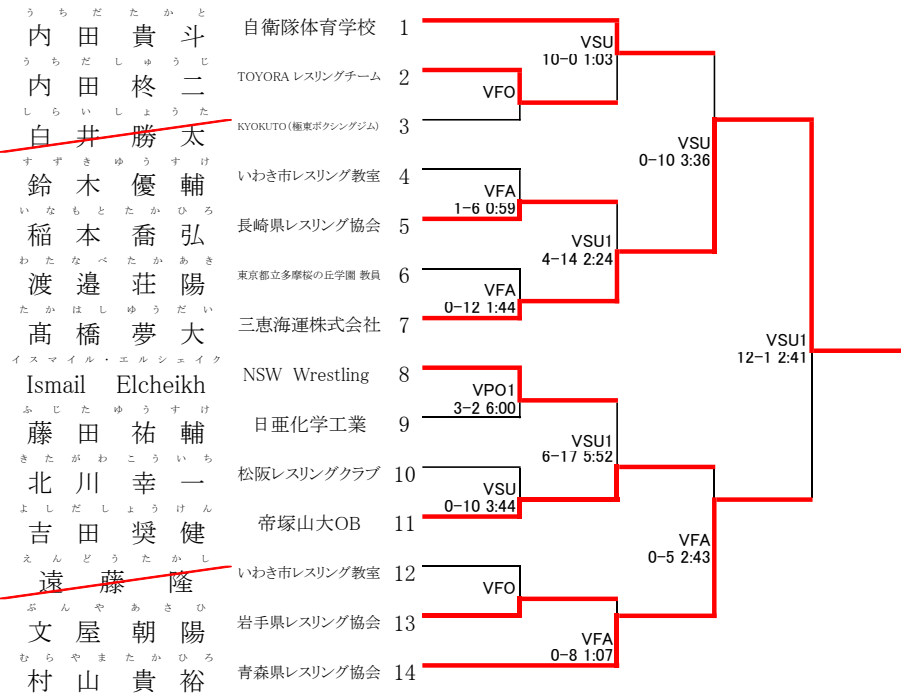 うちだたかと
内田貴斗 自衛隊体育学校 1
うちだしゅうじ
内田柊二 TOYORA レスリングチーム 2
しらいしょうた
白井勝太 KYOKUTO(極東ボクシングジム) 3
すずきゆうすけ
鈴木優輔 いわき市レスリング教室 4
いなもとたかひろ
稲本喬弘 長崎県レスリング協会 5
わたなべたかあき
渡邉荘陽 東京都立多摩桜の丘学園 教員 6
たかはしゆうだい
髙橋夢大 三恵海運株式会社 7
イスマイル・エルシェイク
Ismail Elcheikh NSW Wrestling 8
ふじたゆうすけ
藤田祐輔 日亜化学工業 9
きたがわこういち
北川幸一 松阪レスリングクラブ 10
よしだしょうけん
吉田奨健 帝塚山大OB 11
えんどうたかし
遠藤隆 いわき市レスリング教室 12
ぶんやあさひ
文屋朝陽 岩手県レスリング協会 13
むらやまたかひろ
村山貴裕 青森県レスリング協会 14
VFO
VFA
1-6 0:59
VFA
0-12 1:44
VPO1
3-2 6:00
VSU
0-10 3:44
VFO
VSU
10-0 1:03
VSU1
4-14 2:24
VSU1
6-17 5:52
VFA
0-8 1:07
VSU
0-10 3:36
VFA
0-5 2:43
VSU1
12-1 2:41